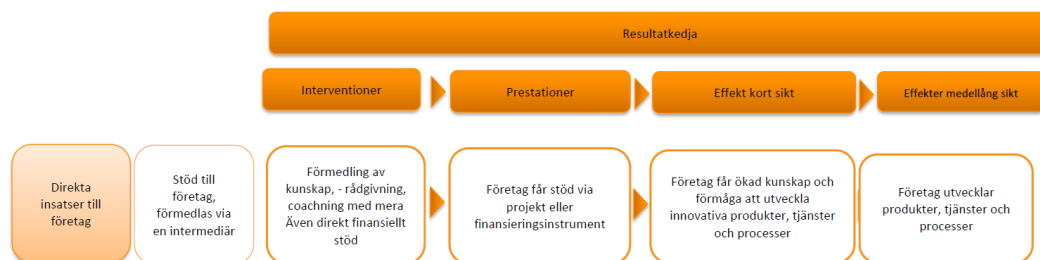 Resultatkedja
Interventioner
Prestationer
Effekt kort sikt
Effekter medellång sikt
Direkta
insatser till
företag
Stöd till
företag,
förmedlas via
en intermediär
Förmedling av
kunskap, - rådgivning,
coachning med mera
Även direkt finansiellt
stöd
Företag får stöd via
projekt eller
finansieringsinstrument
Företag får ökad kunskap och
förmåga att utveckla
innovativa produkter, tjänster
och processer
Företag utvecklar
produkter, tjänster och
processer